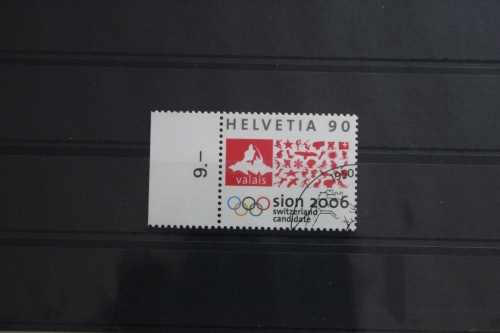 HELVETIA 90
valais
sion 2006
switzerland
candidate
9.–